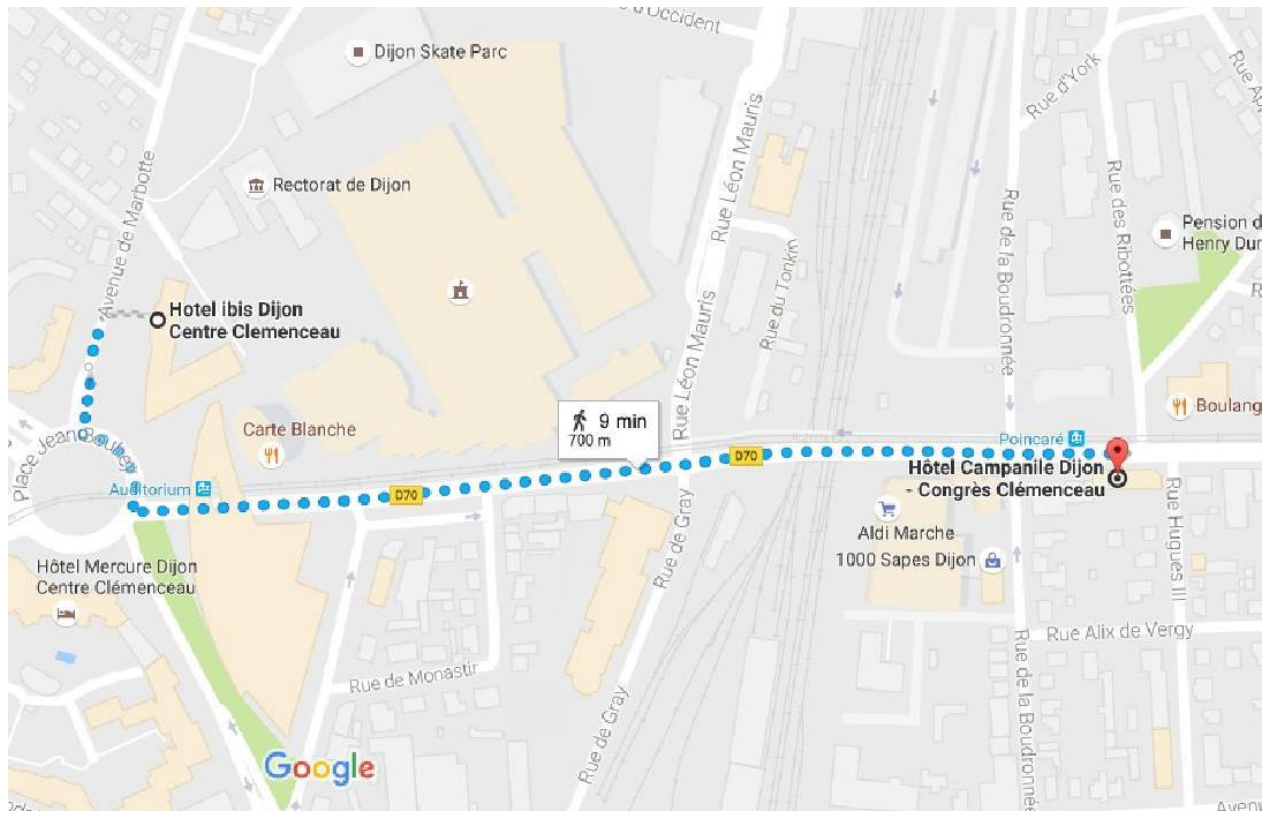 d'Occident
Dijon Skate Parc
Rue d'York
Rue Léon Mauris
Avenue de Marbotte
Rectorat de Dijon
Rue Léon Mauris
Rue du Tonkin
Rue de la Boudronnée
Rue des Ribottées
Pension d
Henry Dur
Hotel ibis Dijon
Centre Clemenceau
Carte Blanche
9 min
700 m
Boulang
Place Jean Bouhey
Auditorium
D70
D70
Poincaré
Hôtel Campanile Dijon
- Congrès Clémenceau
Aldi Marche
1000 Sapes Dijon
Rue de Gray
Rue Hugues III
Hôtel Mercure Dijon
Centre Clémenceau
Rue Alix de Vergy
Rue de Monastir
Rue de la Boudronnée
Rue de Gray
Google
Avenu